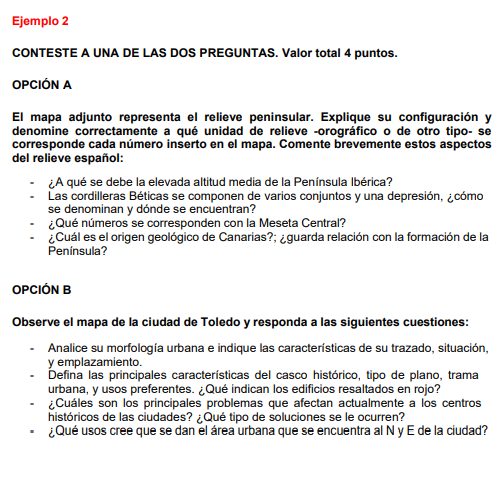 Ejemplo 2
CONTESTE A UNA DE LAS DOS PREGUNTAS. Valor total 4 puntos.
OPCIÓN A
El mapa adjunto representa el relieve peninsular. Explique su configuración y
denomine correctamente a qué unidad de relieve -orográfico o de otro tipo- se
corresponde cada número inserto en el mapa. Comente brevemente estos aspectos
del relieve español:
- ¿A qué se debe la elevada altitud media de la Península Ibérica?
- Las cordilleras Béticas se componen de varios conjuntos y una depresión, ¿cómo
se denominan y dónde se encuentran?
- ¿Qué números se corresponden con la Meseta Central?
- ¿Cuál es el origen geológico de Canarias?; ¿guarda relación con la formación de la
Península?
OPCIÓN B
Observe el mapa de la ciudad de Toledo y responda a las siguientes cuestiones:
- Analice su morfología urbana e indique las características de su trazado, situación,
y emplazamiento.
- Defina las principales características del casco histórico, tipo de plano, trama
urbana, y usos preferentes. ¿Qué indican los edificios resaltados en rojo?
- ¿Cuáles son los principales problemas que afectan actualmente a los centros
históricos de las ciudades? ¿Qué tipo de soluciones se le ocurren?
- ¿Qué usos cree que se dan el área urbana que se encuentra al N y E de la ciudad?